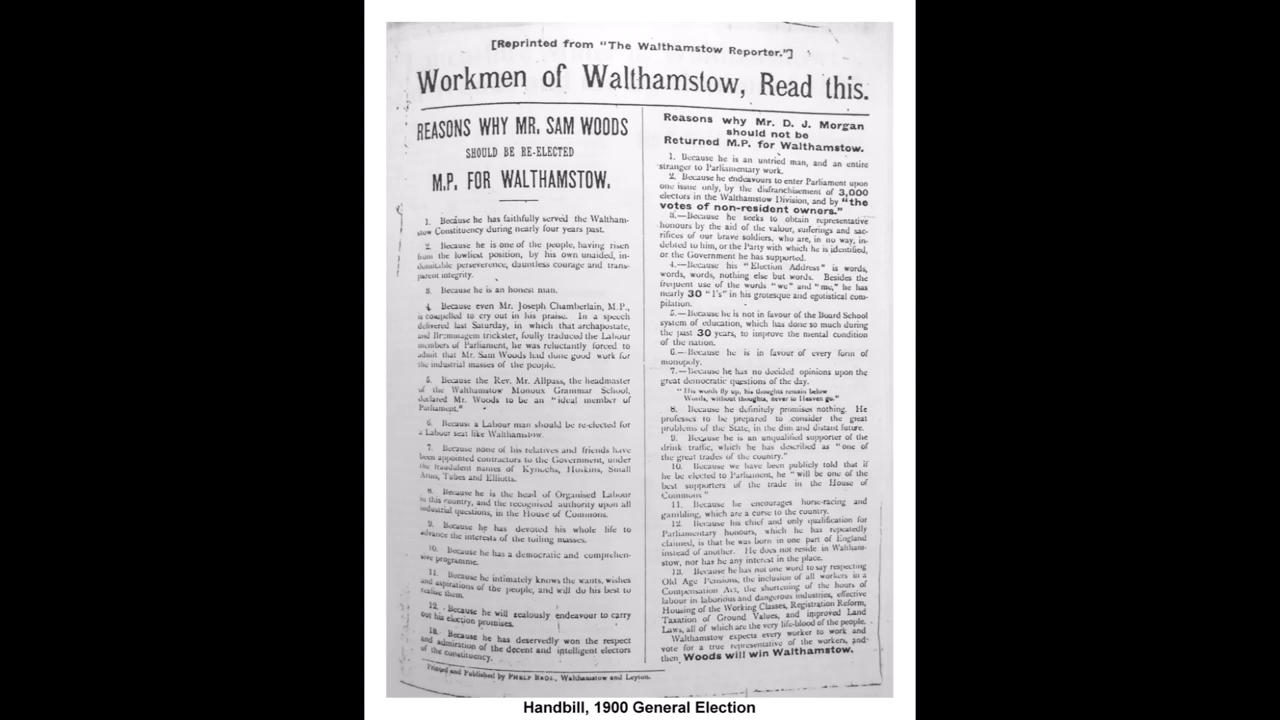 [Reprinted from "The Walthamstow Reporter."]
Workmen of Walthamstow, Read this.
REASONS WHY MR. SAM WOODS
SHOULD BE RE-ELECTED
M.P. FOR WALTHAMSTOW.
1. Because he has faithfully served the Waltham-
stow Constituency during nearly four years past.
2. Because he is one of the people, having risen
from the lowliest position, by his own unaided, in-
domitable perseverence, dauntless courage and trans-
parent integrity.
3. Because he is an honest man.
4. Because even Mr. Joseph Chamberlain, M.P.,
is compelled to cry out in his praise. In a speech
delivered last Saturday, in which that archapostate,
and Brummagem trickster, foully traduced the Labour
members of Parliament, he was reluctantly forced to
admit that Mr. Sam Woods had done good work for
the industrial masses of the people.
5. Because the Rev. Mr. Allpass, the headmaster
of the Walthamstow Monoux Grammar School,
declared Mr. Woods to be an "ideal member of
Parliament."
6. Because a Labour man should be re-elected for
a Labour seat like Walthamstow.
7. Because none of his relatives and friends have
been appointed contractors to the Government, under
the fraudulent names of Kynochs, Hoskins, Small
Arms, Tubes and Elliotts.
8. Because he is the head of Organised Labour
in this country, and the recognised authority upon all
industrial questions, in the House of Commons.
9. Because he has devoted his whole life to
advance the interests of the toiling masses.
10. Because he has a democratic and comprehen-
sive programme.
11. Because he intimately knows the wants, wishes
and aspirations of the people, and will do his best to
realise them.
12. Because he will zealously endeavour to carry
out his election promises.
13. Because he has deservedly won the respect
and admiration of the decent and intelligent electors
of the constituency.
Printed and Published by PHELP BROS., Walthamstow and Leyton.
Reasons why Mr. D. J. Morgan
should not be
Returned M.P. for Walthamstow.
1. Because he is an untried man, and an entire
stranger to Parliamentary work.
2. Because he endeavours to enter Parliament upon
one issue only, by the disfranchisement of 3,000
electors in the Walthamstow Division, and by "the
votes of non-resident owners."
3.—Because he seeks to obtain representative
honours by the aid of the valour, sufferings and sac-
rifices of our brave soldiers, who are, in no way, in-
debted to him, or the Party with which he is identified,
or the Government he has supported.
4.—Because his "Election Address" is words,
words, words, nothing else but words. Besides the
frequent use of the words "we" and "me," he has
nearly 30 "I's" in his grotesque and egotistical com-
pilation.
5.—Because he is not in favour of the Board School
system of education, which has done so much during
the past 30 years, to improve the mental condition
of the nation.
6.—Because he is in favour of every form of
monopoly.
7.—Because he has no decided opinions upon the
great democratic questions of the day.
"His words fly up, his thoughts remain below
Words, without thoughts, never to Heaven go."
8. Because he definitely promises nothing. He
professes to be prepared to consider the great
problems of the State, in the dim and distant future.
9. Because he is an unqualified supporter of the
drink traffic, which he has described as "one of
the great trades of the country."
10. Because we have been publicly told that if
he be elected to Parliament, he "will be one of the
best supporters of the trade in the House of
Commons"
11. Because he encourages horse-racing and
gambling, which are a curse to the country.
12. Because his chief and only qualification for
Parliamentary honours, which he has repeatedly
claimed, is that he was born in one part of England
instead of another. He does not reside in Waltham-
stow, nor has he any interest in the place.
13. Because he has not one word to say respecting
Old Age Pensions, the inclusion of all workers in a
Compensation Act, the shortening of the hours of
labour in laborious and dangerous industries, effective
Housing of the Working Classes, Registration Reform,
Taxation of Ground Values, and improved Land
Laws, all of which are the very life-blood of the people.
Walthamstow expects every worker to work and
vote for a true representative of the workers, and
then Woods will win Walthamstow.
Handbill, 1900 General Election